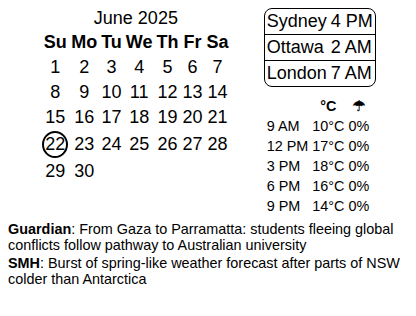 June 2025
Su Mo Tu We Th Fr Sa
1 2 3 4 5 6 7
8 9 10 11 12 13 14
15 16 17 18 19 20 21
22 23 24 25 26 27 28
29 30
Sydney 4 PM
Ottawa 2 AM
London 7 AM
°C ☂
9 AM 10°C 0%
12 PM 17°C 0%
3 PM 18°C 0%
6 PM 16°C 0%
9 PM 14°C 0%
Guardian: From Gaza to Parramatta: students fleeing global
conflicts follow pathway to Australian university
SMH: Burst of spring-like weather forecast after parts of NSW
colder than Antarctica